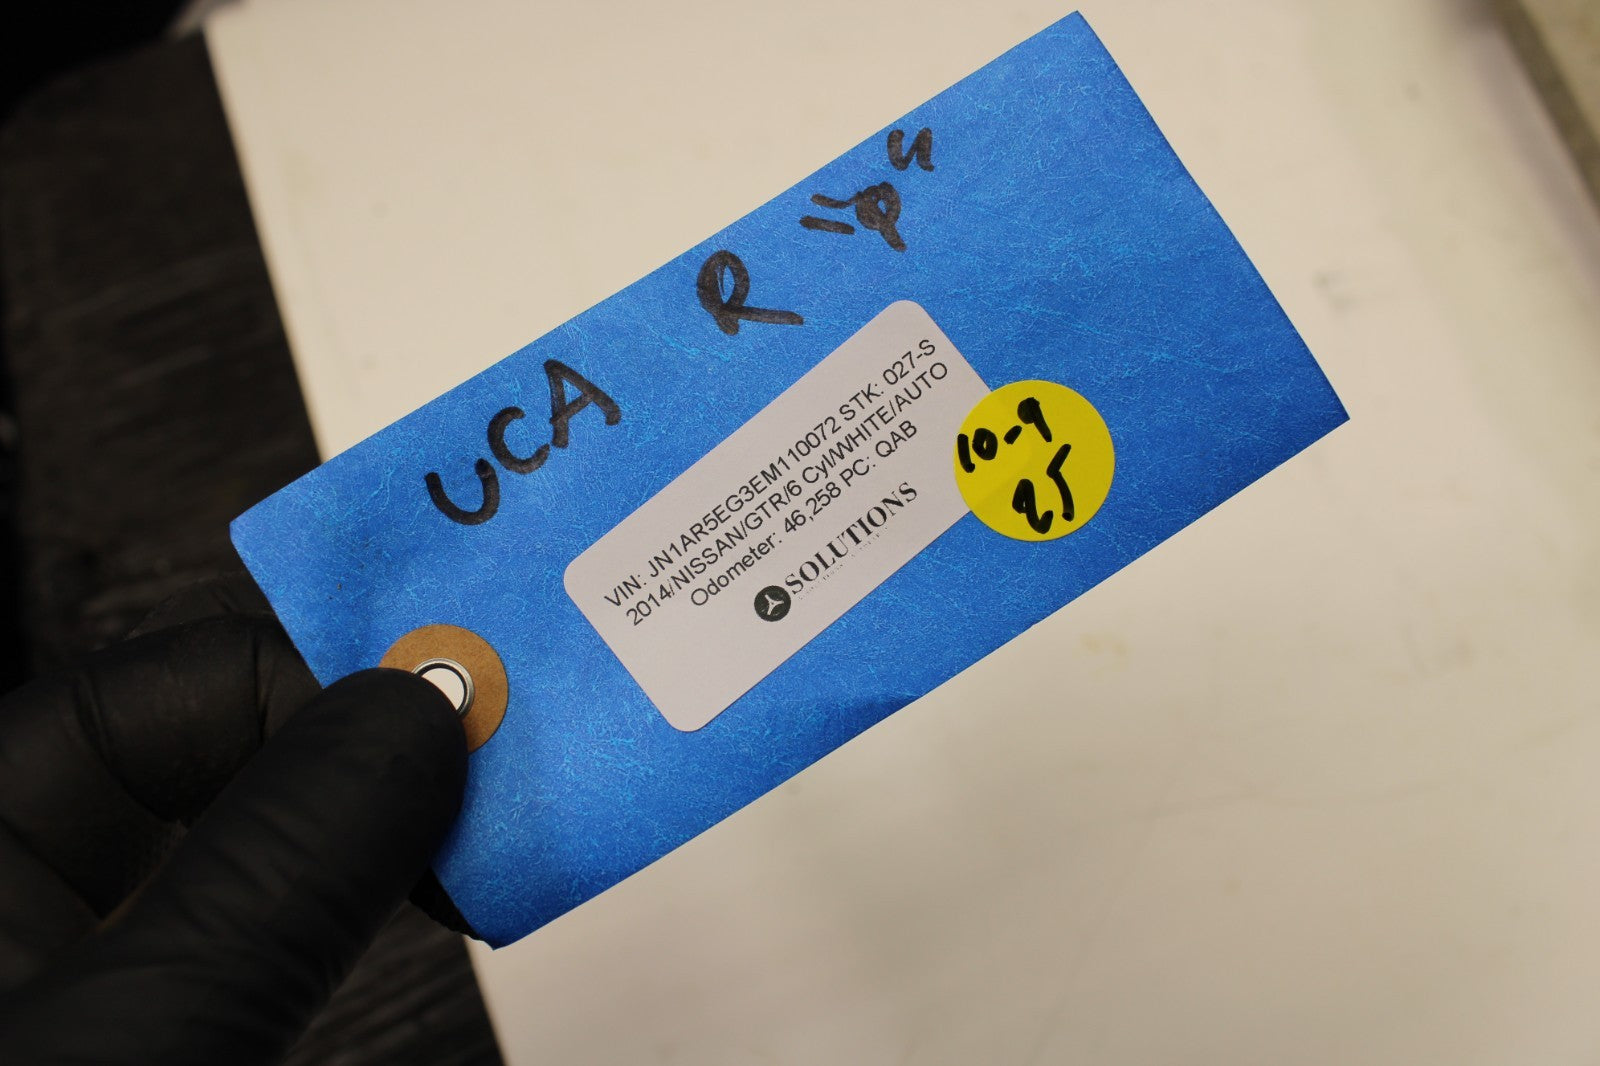 UCA R
VIN: JN1AR5EG3EM110072 STK: 027-S
2014/NISSAN/GTR/6 Cyl/WHITE/AUTO
Odometer: 46,258 PC: QAB
SOLUTIONS
10-9
25